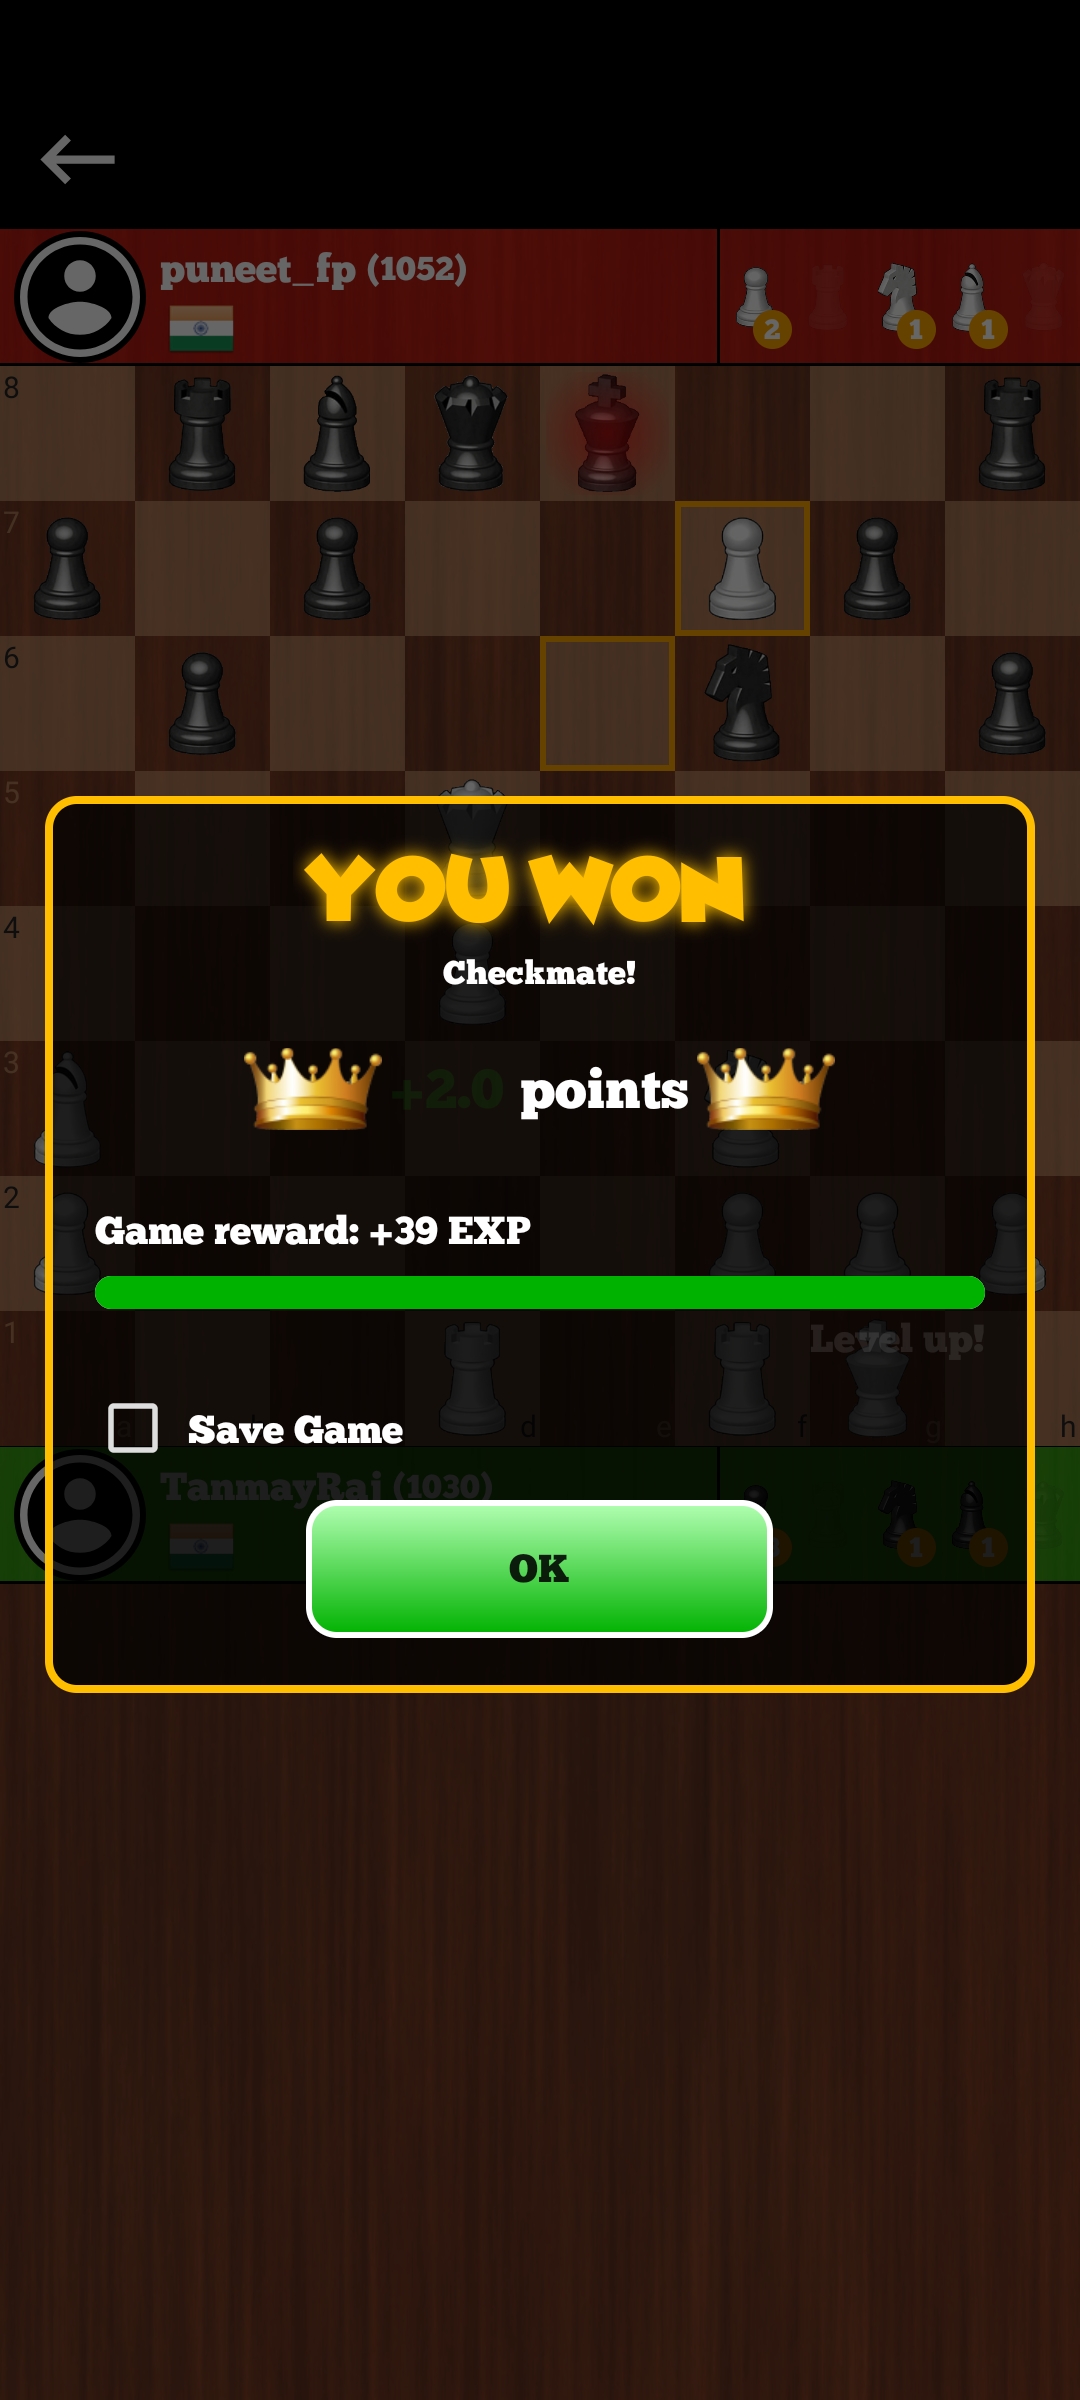 puneet_fp (1052)
2 1 1
8
7
6
5
YOU WON
4
Checkmate!
3
+2.0 points
2
Game reward: +39 EXP
1
Level up!
Save Game
d e f g h
TanmayRaj (1030)
1 1
OK